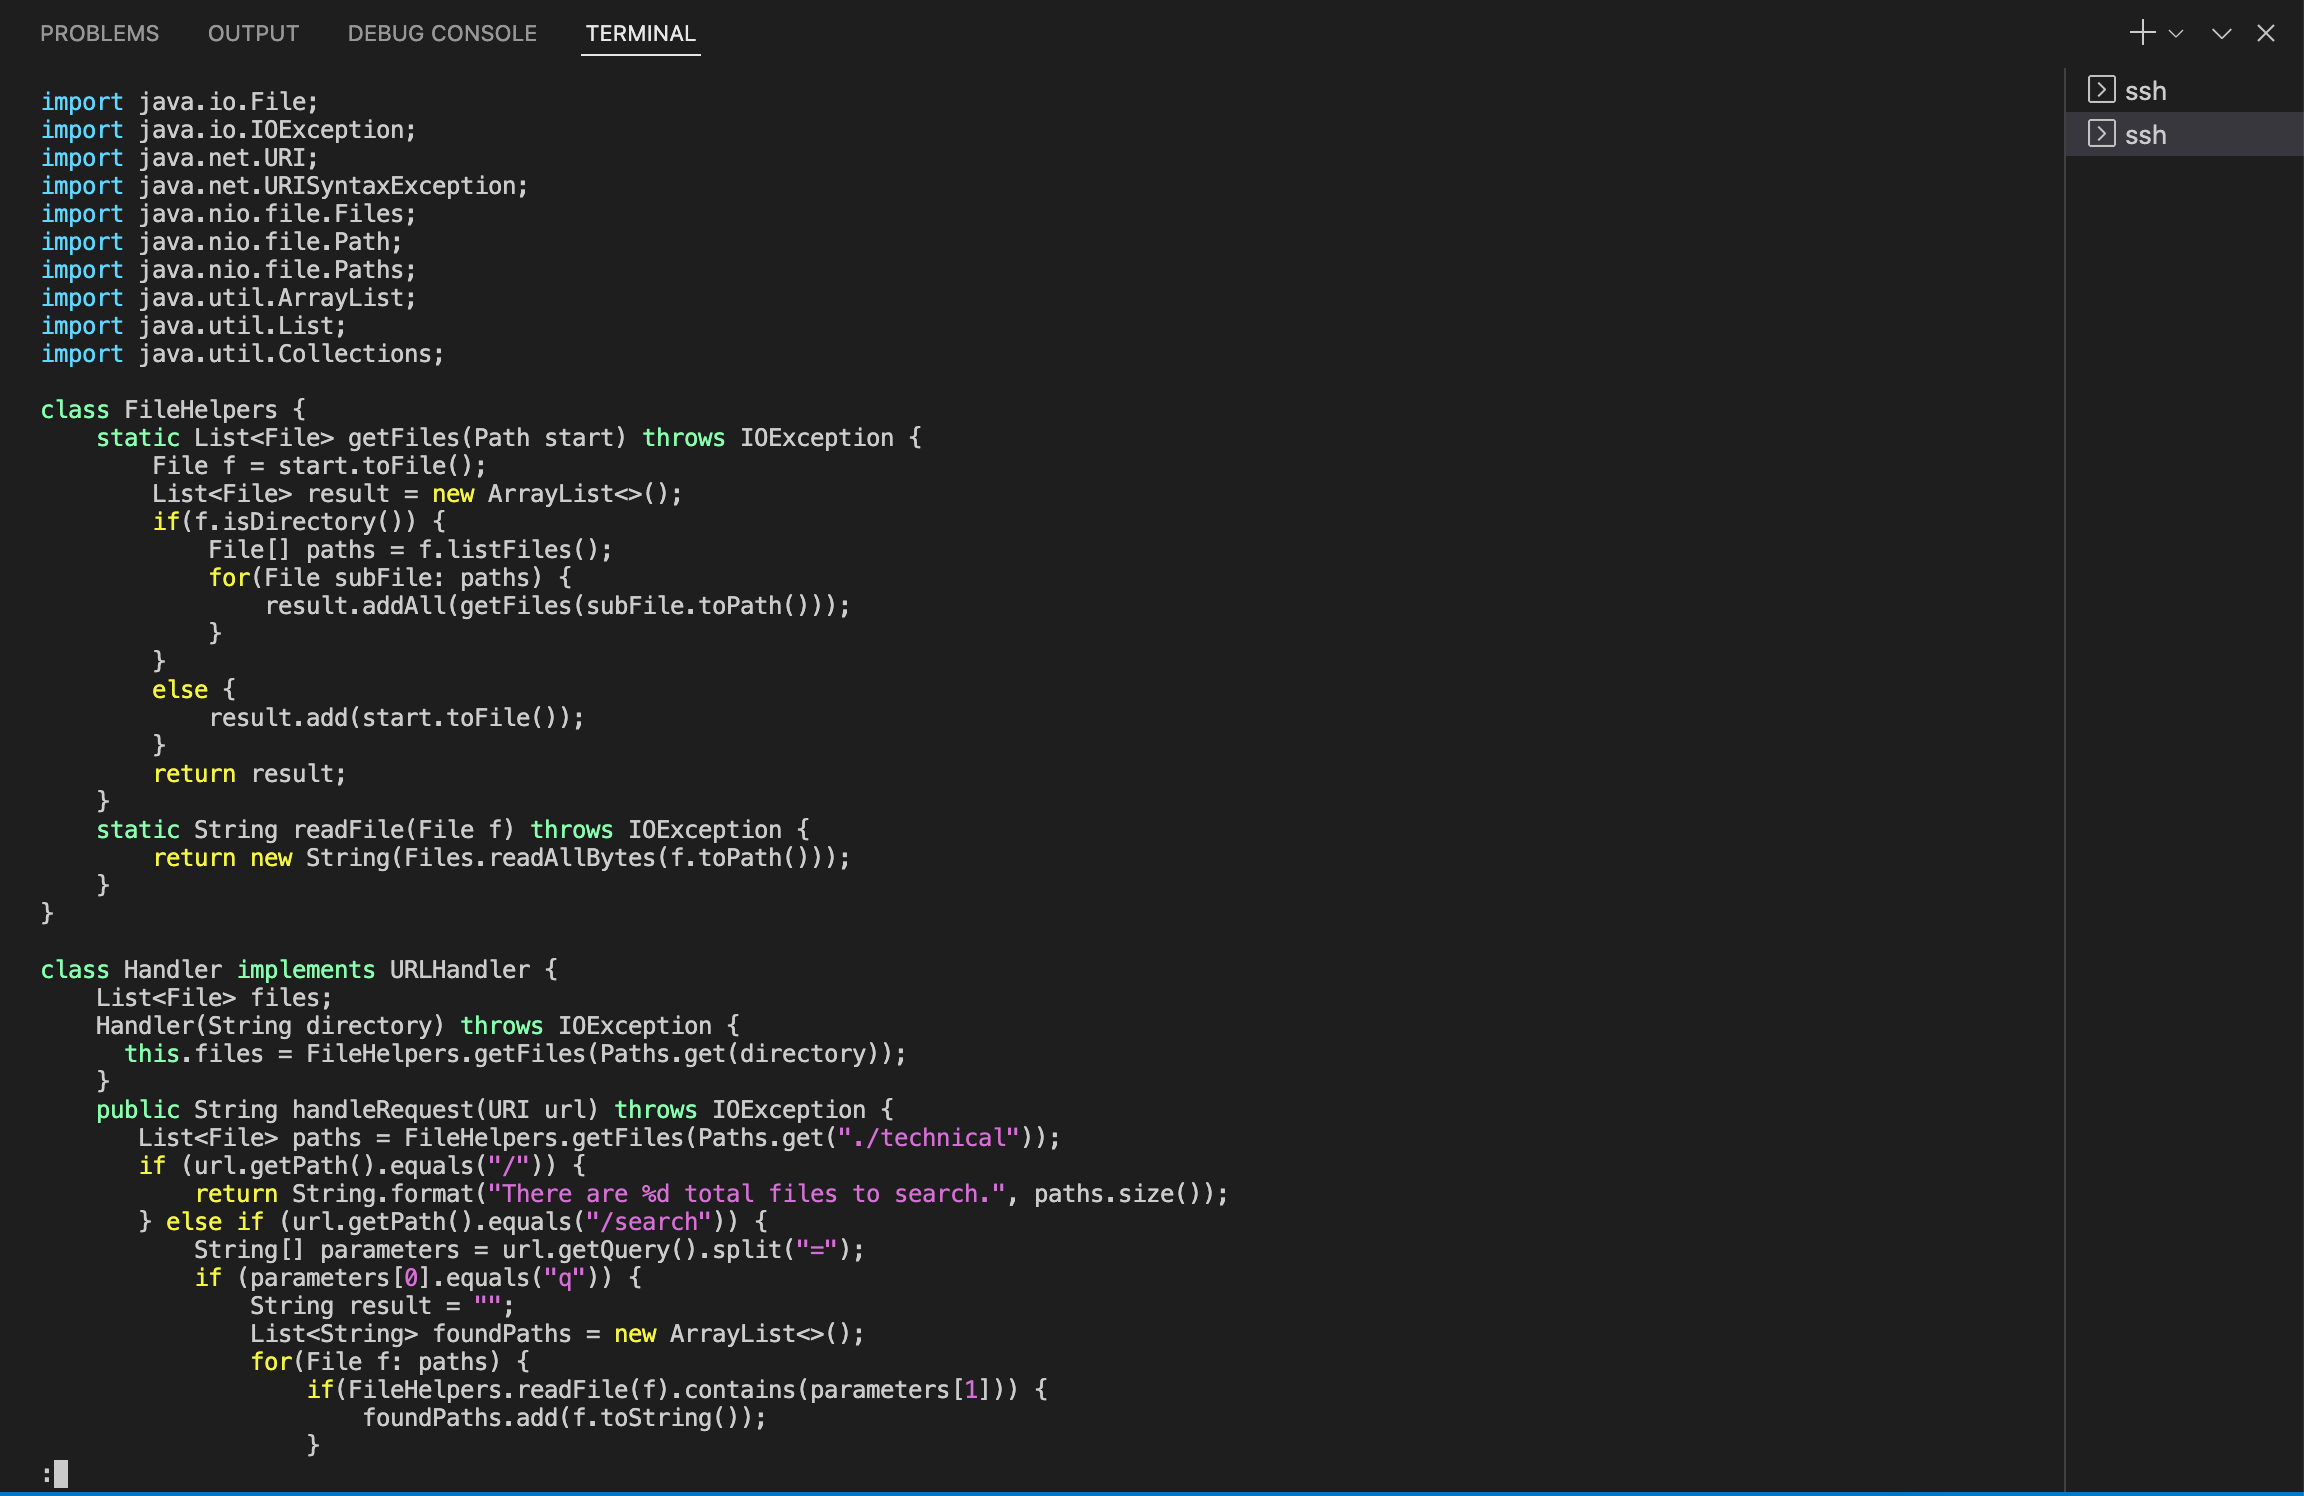 PROBLEMS OUTPUT DEBUG CONSOLE TERMINAL
ssh
ssh
import java.io.File;
import java.io.IOException;
import java.net.URI;
import java.net.URISyntaxException;
import java.nio.file.Files;
import java.nio.file.Path;
import java.nio.file.Paths;
import java.util.ArrayList;
import java.util.List;
import java.util.Collections;

class FileHelpers {
    static List<File> getFiles(Path start) throws IOException {
        File f = start.toFile();
        List<File> result = new ArrayList<>();
        if(f.isDirectory()) {
            File[] paths = f.listFiles();
            for(File subFile: paths) {
                result.addAll(getFiles(subFile.toPath()));
            }
        }
        else {
            result.add(start.toFile());
        }
        return result;
    }
    static String readFile(File f) throws IOException {
        return new String(Files.readAllBytes(f.toPath()));
    }
}

class Handler implements URLHandler {
    List<File> files;
    Handler(String directory) throws IOException {
      this.files = FileHelpers.getFiles(Paths.get(directory));
    }
    public String handleRequest(URI url) throws IOException {
       List<File> paths = FileHelpers.getFiles(Paths.get("./technical"));
       if (url.getPath().equals("/")) {
           return String.format("There are %d total files to search.", paths.size());
       } else if (url.getPath().equals("/search")) {
           String[] parameters = url.getQuery().split("=");
           if (parameters[0].equals("q")) {
               String result = "";
               List<String> foundPaths = new ArrayList<>();
               for(File f: paths) {
                   if(FileHelpers.readFile(f).contains(parameters[1])) {
                       foundPaths.add(f.toString());
                   }
: